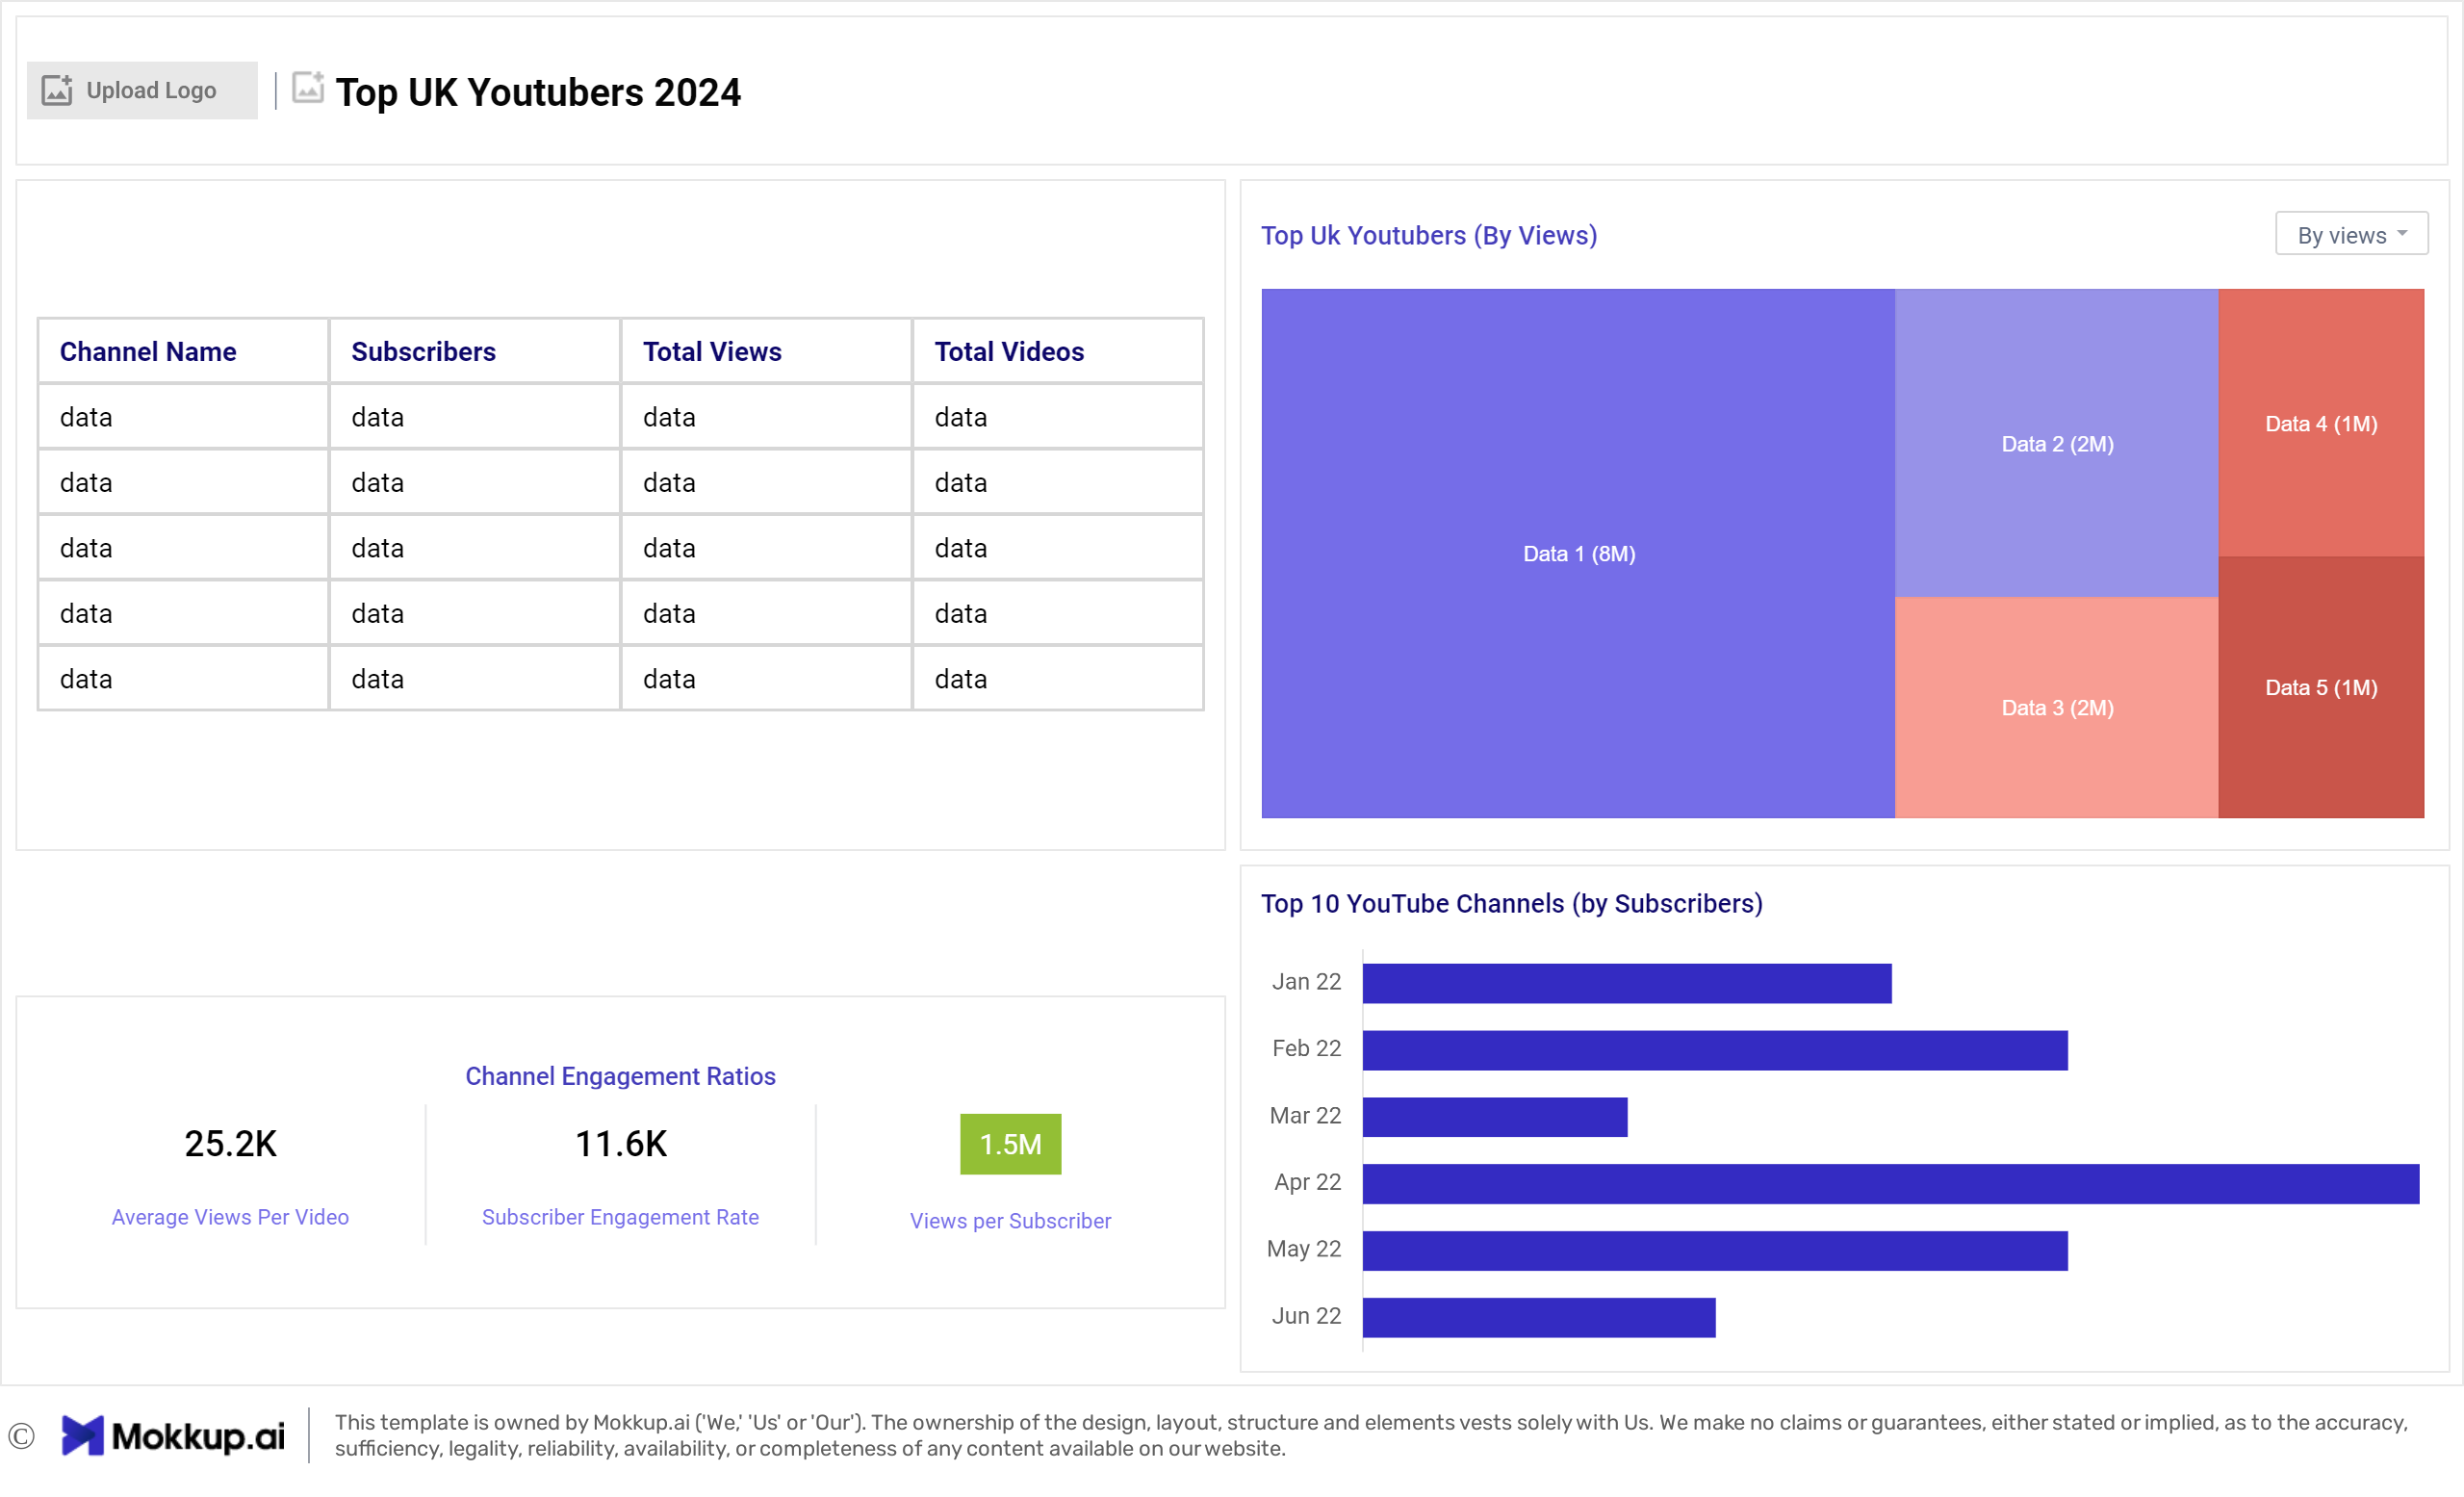 Upload Logo
Top UK Youtubers 2024
Channel Name Subscribers Total Views Total Videos
data data data data
data data data data
data data data data
data data data data
data data data data
Top Uk Youtubers (By Views)
By views
Data 1 (8M)
Data 2 (2M)
Data 3 (2M)
Data 4 (1M)
Data 5 (1M)
Channel Engagement Ratios
25.2K
Average Views Per Video
11.6K
Subscriber Engagement Rate
1.5M
Views per Subscriber
Top 10 YouTube Channels (by Subscribers)
Jan 22
Feb 22
Mar 22
Apr 22
May 22
Jun 22
© Mokkup.ai
This template is owned by Mokkup.ai ('We,' 'Us' or 'Our'). The ownership of the design, layout, structure and elements vests solely with Us. We make no claims or guarantees, either stated or implied, as to the accuracy,
sufficiency, legality, reliability, availability, or completeness of any content available on our website.